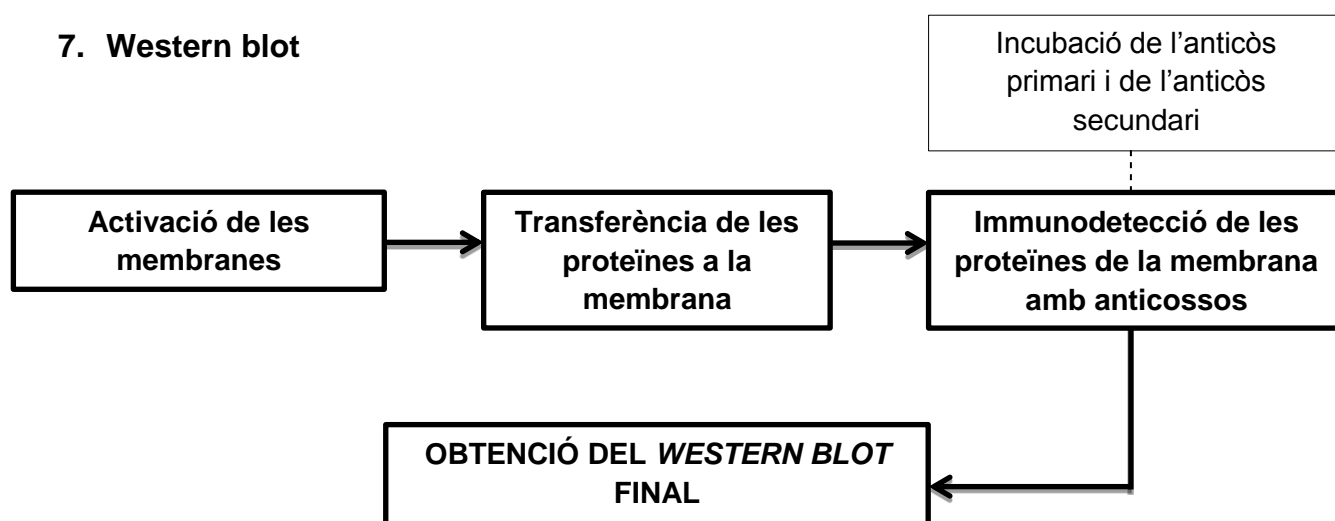 7. Western blot
Incubació de l’anticòs
primari i de l’anticòs
secundari
Activació de les
membranes
Transferència de les
proteïnes a la
membrana
Immunodetecció de les
proteïnes de la membrana
amb anticossos
OBTENCIÓ DEL WESTERN BLOT
FINAL